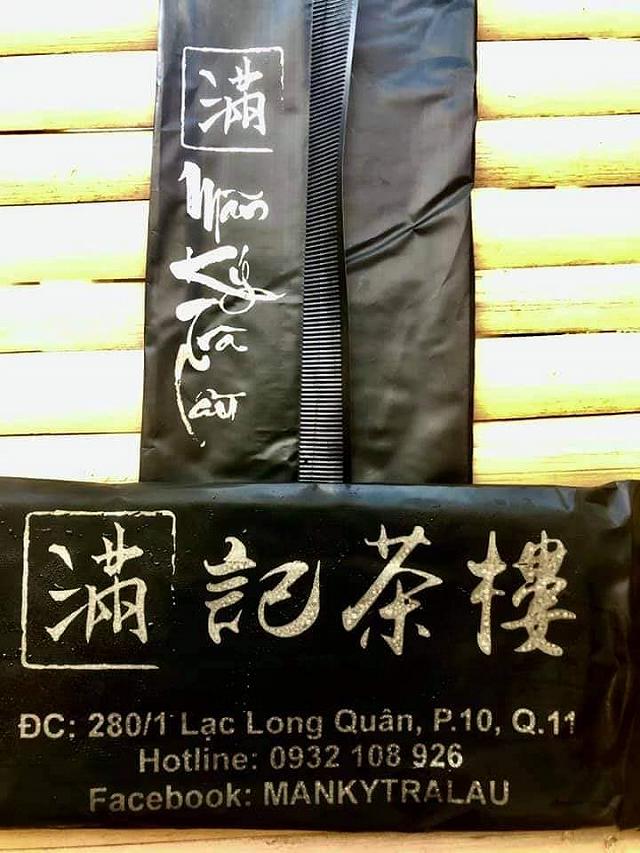 滿
Mãn
Ký
Trà
Lầu
滿記茶樓
ĐC: 280/1 Lạc Long Quân, P.10, Q.11
Hotline: 0932 108 926
Facebook: MANKYTRALAU